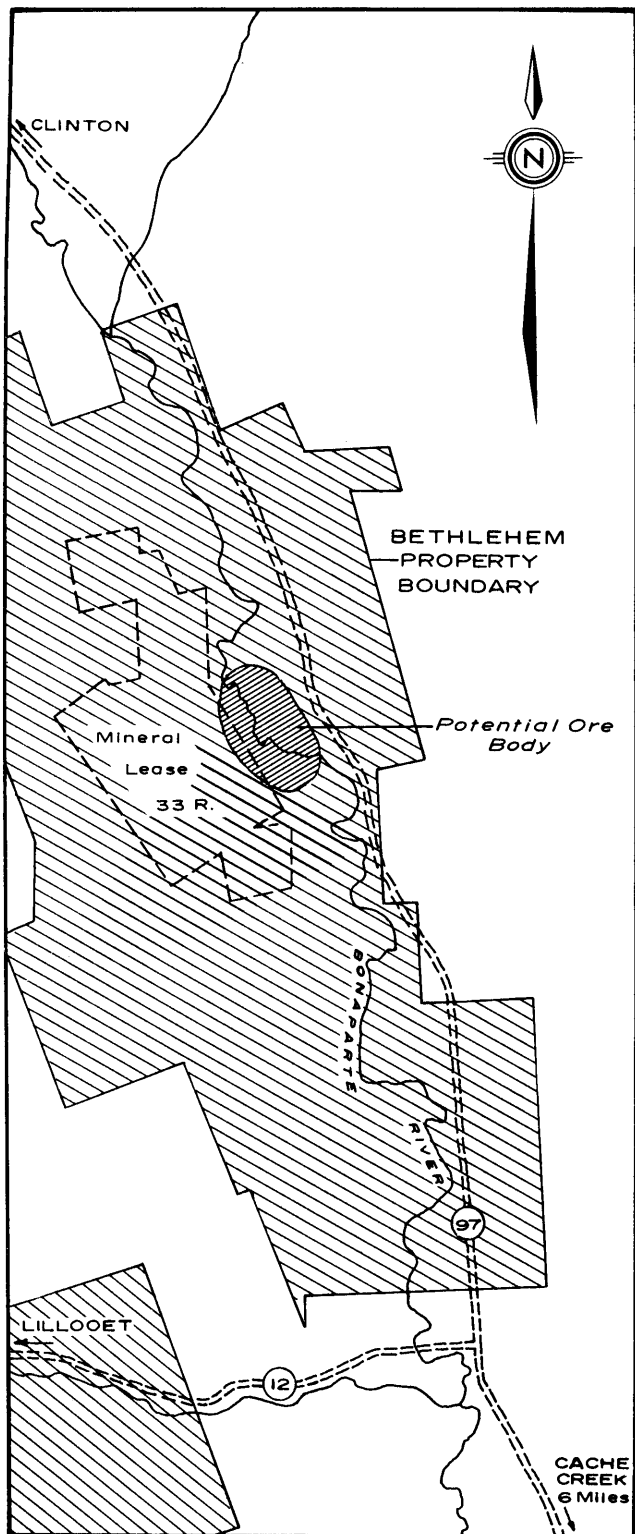 CLINTON
N
BETHLEHEM
PROPERTY
BOUNDARY
Potential Ore
Body
Mineral
Lease
33 R.
BONAPARTE
RIVER
97
LILLOOET
12
CACHE
CREEK
6 Miles